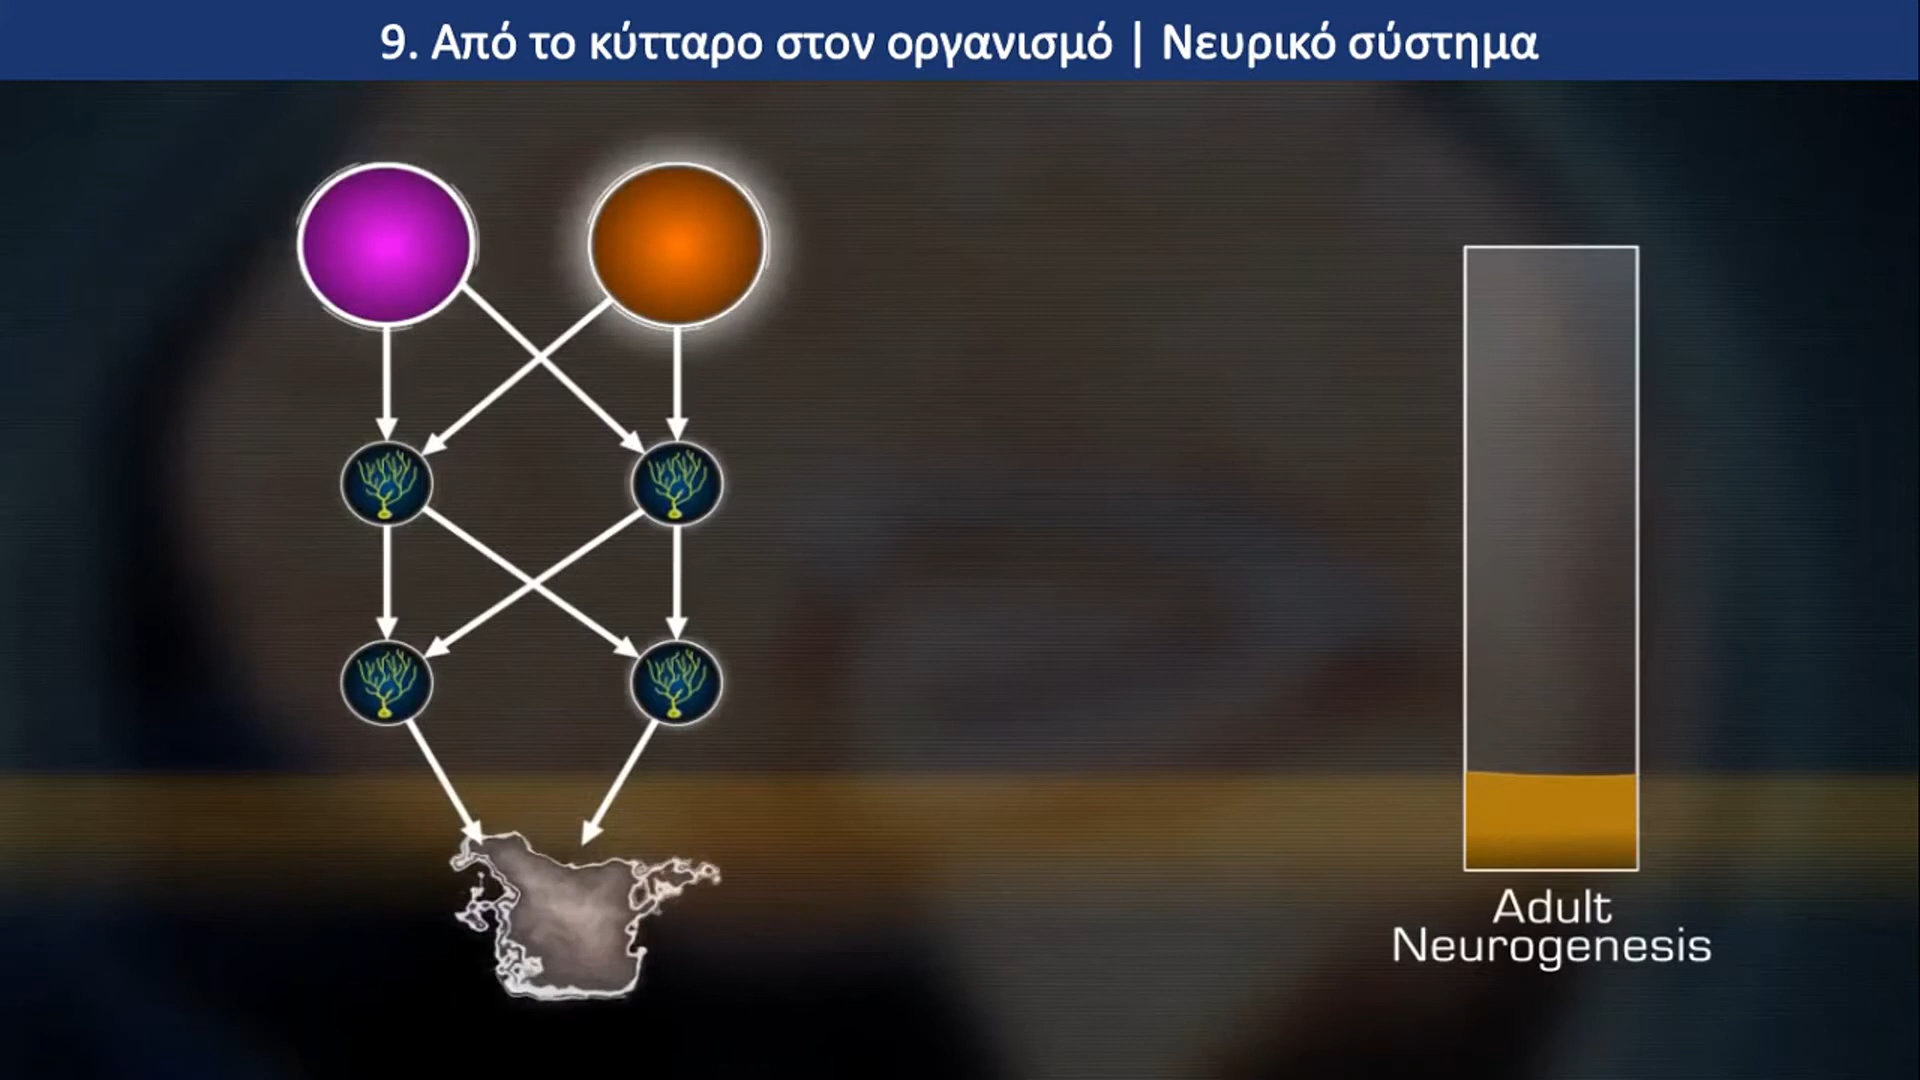 9. Από το κύτταρο στον οργανισμό | Νευρικό σύστημα
Adult
Neurogenesis